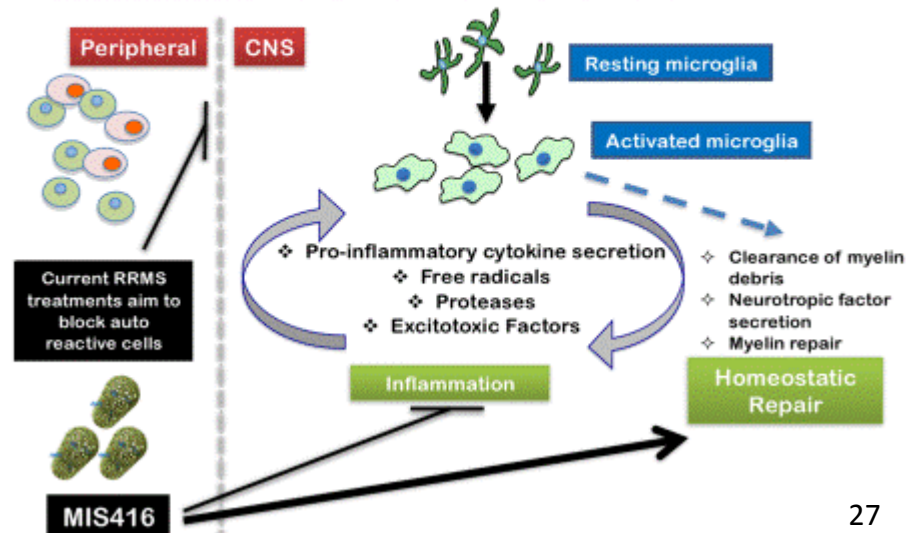 Peripheral
CNS
Resting microglia
Activated microglia
❖ Pro-inflammatory cytokine secretion
❖ Free radicals
❖ Proteases
❖ Excitotoxic Factors
✧ Clearance of myelin
debris
✧ Neurotropic factor
secretion
✧ Myelin repair
Current RRMS
treatments aim to
block auto
reactive cells
Inflammation
Homeostatic
Repair
MIS416
27